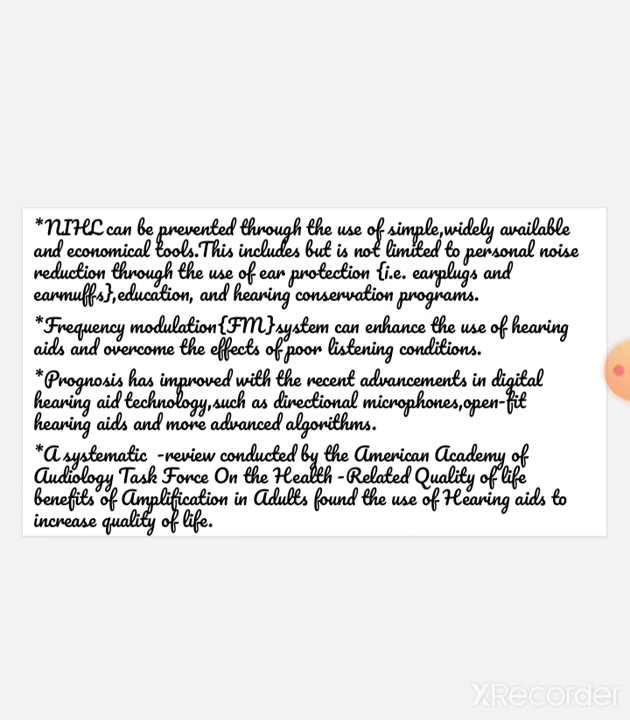 *NIHL can be prevented through the use of simple,widely available
and economical tools.This includes but is not limited to personal noise
reduction through the use of ear protection {i.e. earplugs and
earmuffs},education, and hearing conservation programs.
*Frequency modulation{FM}system can enhance the use of hearing
aids and overcome the effects of poor listening conditions.
*Prognosis has improved with the recent advancements in digital
hearing aid technology,such as directional microphones,open-fit
hearing aids and more advanced algorithms.
*A systematic -review conducted by the American Academy of
Audiology Task Force On the Health -Related Quality of life
benefits of Amplification in Adults found the use of Hearing aids to
increase quality of life.
XRecorder